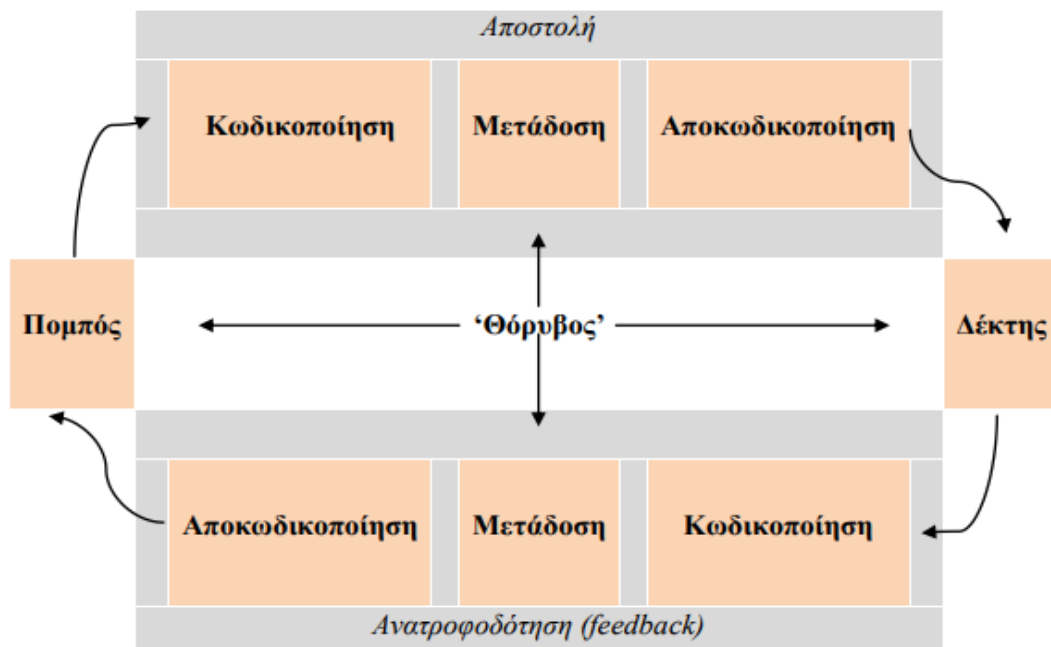 Αποστολή
Κωδικοποίηση
Μετάδοση
Αποκωδικοποίηση
Πομπός
‘Θόρυβος’
Δέκτης
Αποκωδικοποίηση
Μετάδοση
Κωδικοποίηση
Ανατροφοδότηση (feedback)